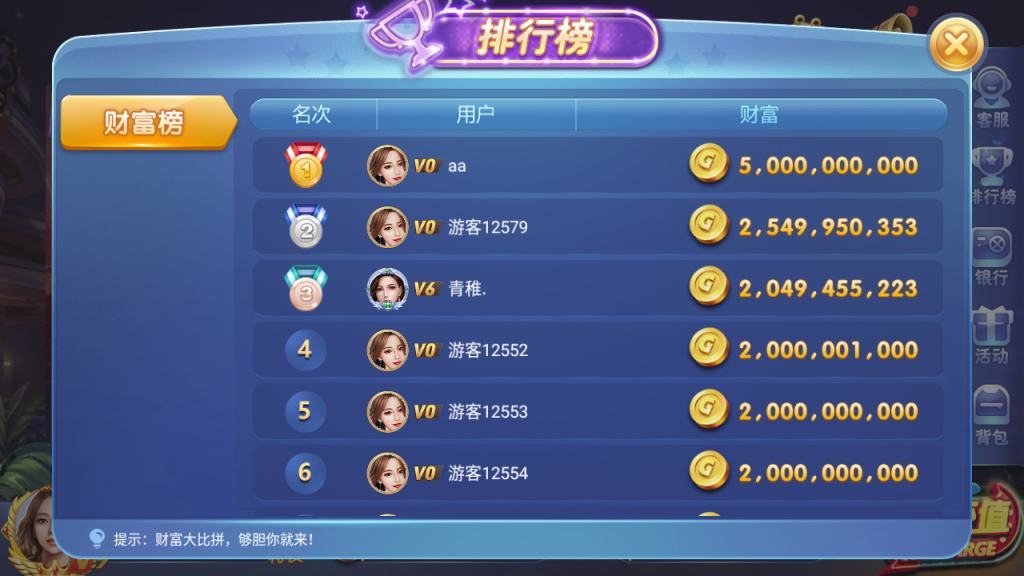 排行榜
财富榜
名次 用户 财富
1 V0 aa 5,000,000,000
2 V0 游客12579 2,549,950,353
3 V6 青稚. 2,049,455,223
4 V0 游客12552 2,000,001,000
5 V0 游客12553 2,000,000,000
6 V0 游客12554 2,000,000,000
提示：财富大比拼，够胆你就来！
客服
排行榜
银行
活动
背包